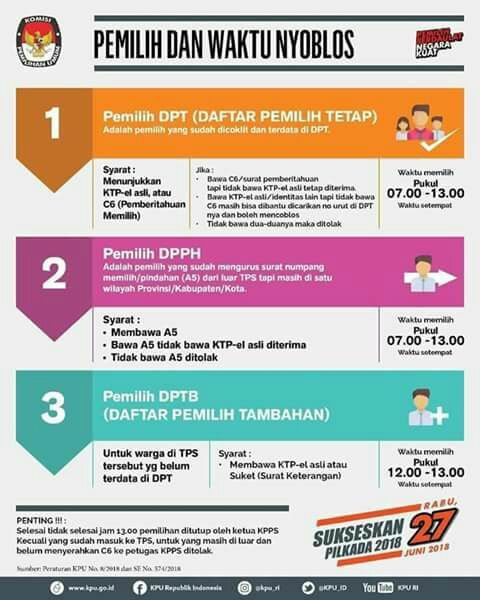 KOMISI
PEMILIHAN UMUM
PEMILIH DAN WAKTU NYOBLOS
NEGARA
KUAT
1
Pemilih DPT (DAFTAR PEMILIH TETAP)
Adalah pemilih yang sudah dicoklit dan terdata di DPT.
Syarat :
Menunjukkan
KTP-el asli, atau
C6 (Pemberitahuan
Memilih)
Jika :
• Bawa C6/surat pemberitahuan
tapi tidak bawa KTP-el asli tetap diterima.
• Bawa KTP-el asli/identitas lain tapi tidak bawa
C6 masih bisa dibantu dicarikan no urut di DPT
nya dan boleh mencoblos
• Tidak bawa dua-duanya maka ditolak
Waktu memilih
Pukul
07.00 -13.00
Waktu setempat
2
Pemilih DPPH
Adalah pemilih yang sudah mengurus surat numpang
memilih/pindahan (A5) dari luar TPS tapi masih di satu
wilayah Provinsi/Kabupaten/Kota.
Syarat :
• Membawa A5
• Bawa A5 tidak bawa KTP-el asli diterima
• Tidak bawa A5 ditolak
Waktu memilih
Pukul
07.00 -13.00
Waktu setempat
3
Pemilih DPTB
(DAFTAR PEMILIH TAMBAHAN)
Untuk warga di TPS
tersebut yg belum
terdata di DPT
Syarat :
• Membawa KTP-el asli atau
Suket (Surat Keterangan)
Waktu memilih
Pukul
12.00 -13.00
Waktu setempat
PENTING !!! :
Selesai tidak selesai jam 13.00 pemilihan ditutup oleh ketua KPPS
Kecuali yang sudah masuk ke TPS, untuk yang masih di luar dan
belum menyerahkan C6 ke petugas KPPS ditolak.
Sumber: Peraturan KPU No. 8/2018 dan SE No. 574/2018
SUKSESKAN
PILKADA 2018
RABU,
27
JUNI 2018
www.kpu.go.id
KPU Republik Indonesia
@kpu_ri
@KPU_ID
YouTube KPU RI